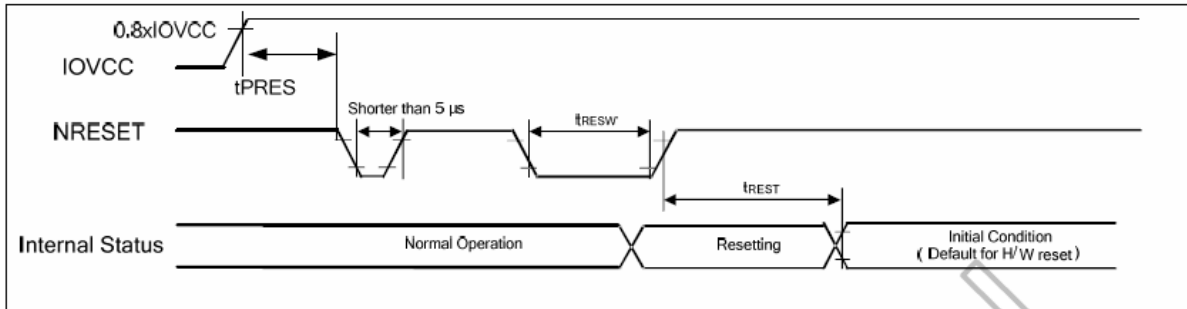 0.8xIOVCC
IOVCC
tPRES
Shorter than 5 µs
NRESET
tRESW
tREST
Internal Status
Normal Operation
Resetting
Initial Condition
( Default for H/W reset)